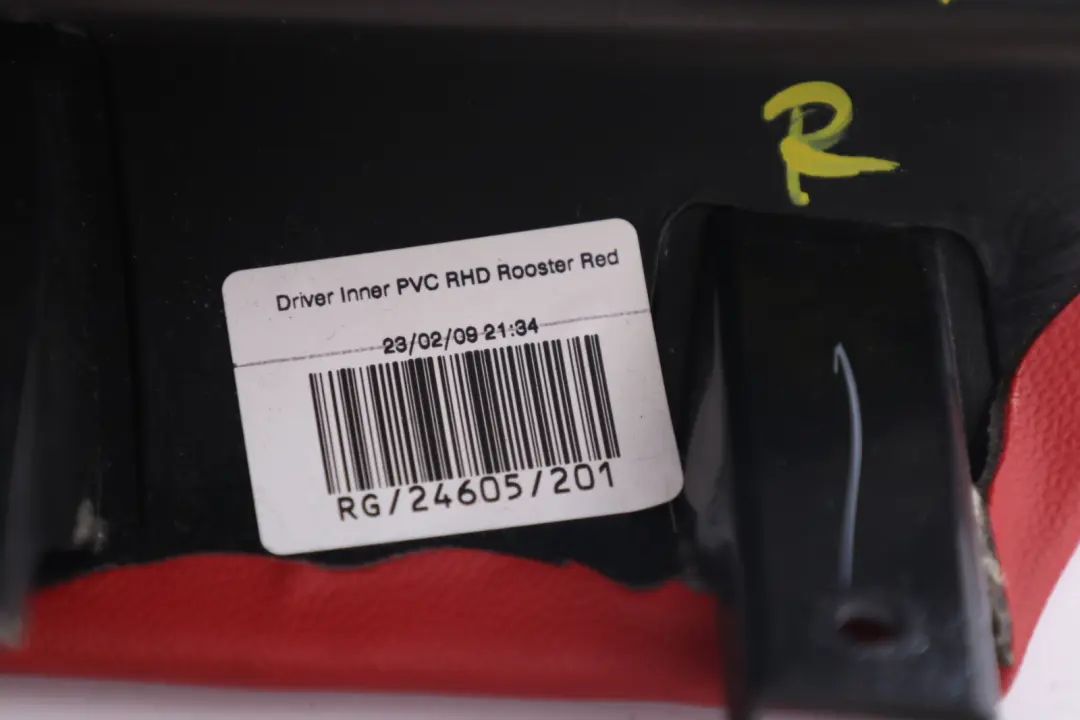 R
Driver Inner PVC RHD Rooster Red
23/02/09 21:34
RG/24605/201